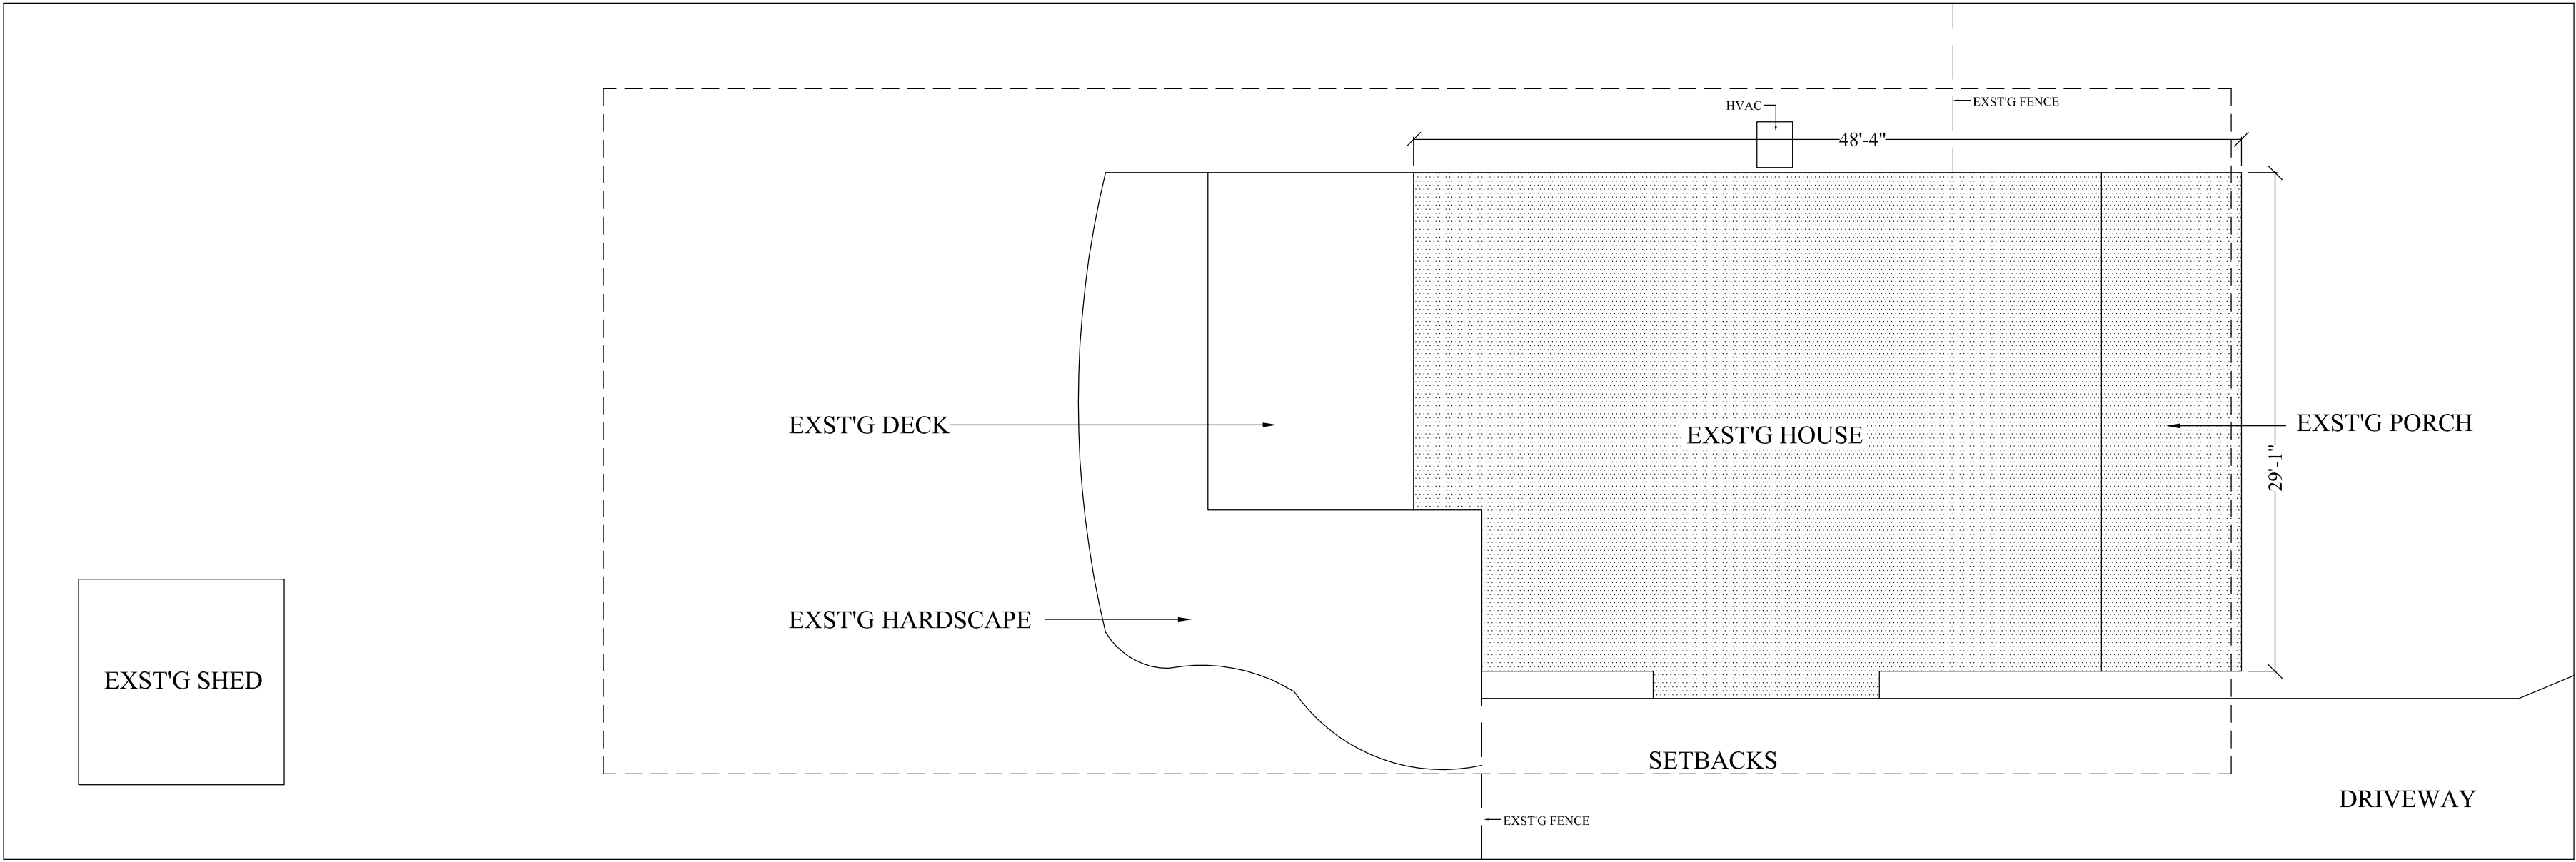 EXST'G FENCE
HVAC
48'-4"
EXST'G DECK
EXST'G HOUSE
EXST'G PORCH
29'-1"
EXST'G HARDSCAPE
EXST'G SHED
SETBACKS
DRIVEWAY
EXST'G FENCE